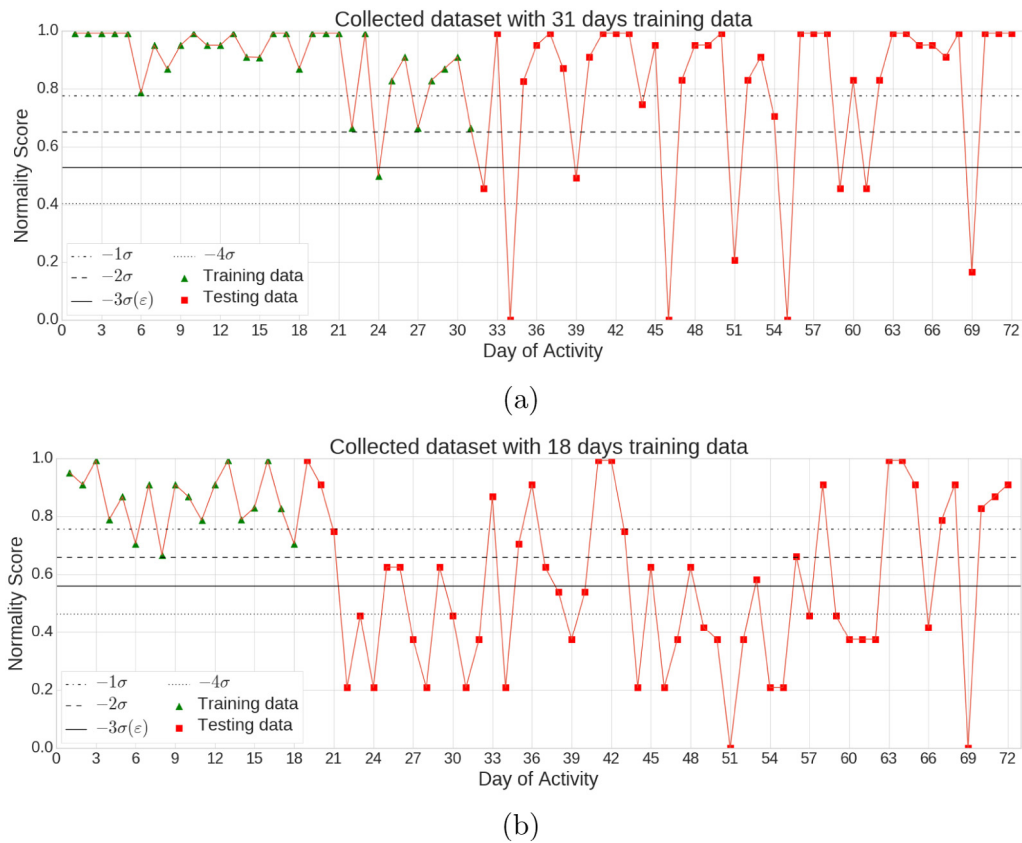 Collected dataset with 31 days training data
1.0
0.8
0.6
0.4
0.2
0.0
Normality Score
−1σ
−2σ
−3σ(ε)
−4σ
Training data
Testing data
0 3 6 9 12 15 18 21 24 27 30 33 36 39 42 45 48 51 54 57 60 63 66 69 72
Day of Activity
(a)
Collected dataset with 18 days training data
1.0
0.8
0.6
0.4
0.2
0.0
Normality Score
−1σ
−2σ
−3σ(ε)
−4σ
Training data
Testing data
0 3 6 9 12 15 18 21 24 27 30 33 36 39 42 45 48 51 54 57 60 63 66 69 72
Day of Activity
(b)